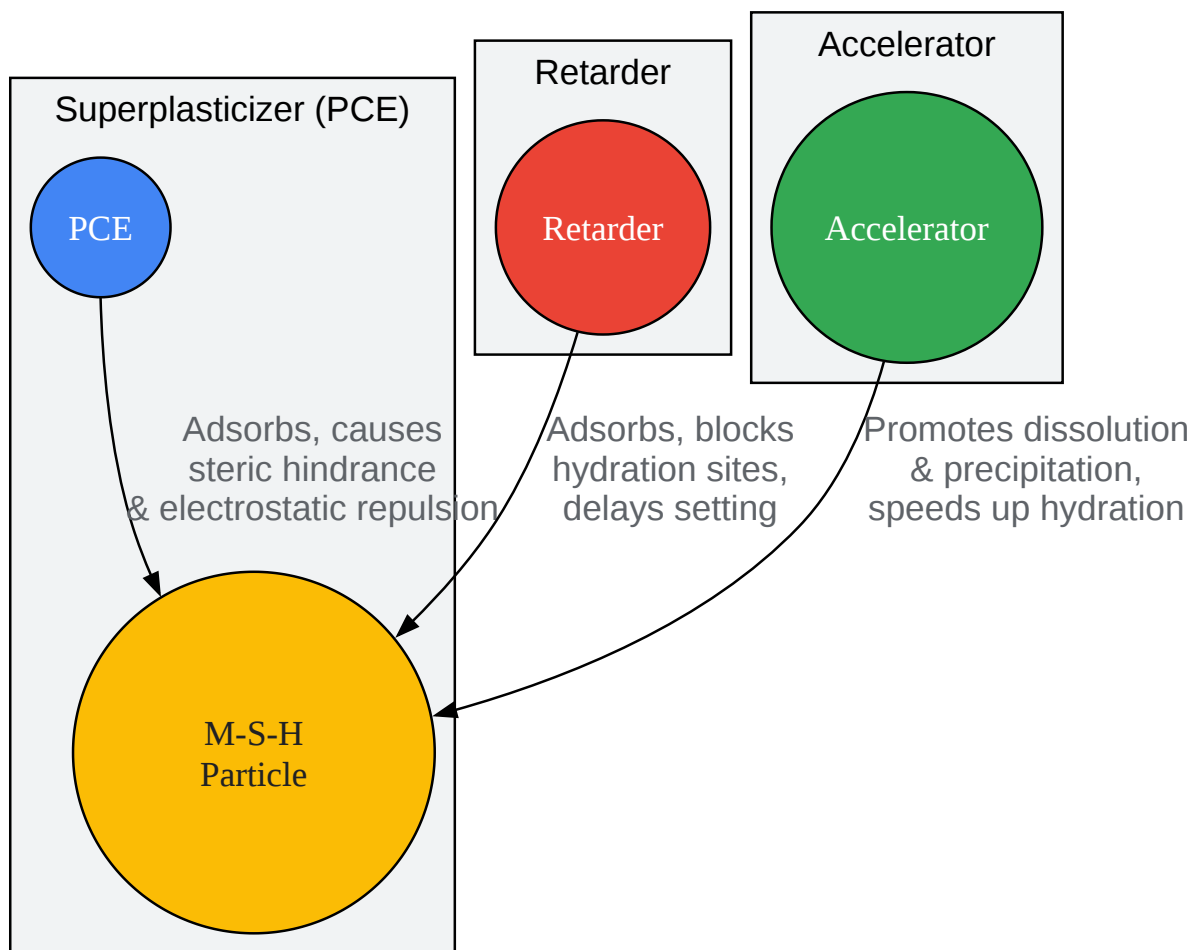 Superplasticizer (PCE)
PCE
Retarder
Retarder
Accelerator
Accelerator
Adsorbs, causes
steric hindrance
& electrostatic repulsion
Adsorbs, blocks
hydration sites,
delays setting
Promotes dissolution
& precipitation,
speeds up hydration
M-S-H
Particle